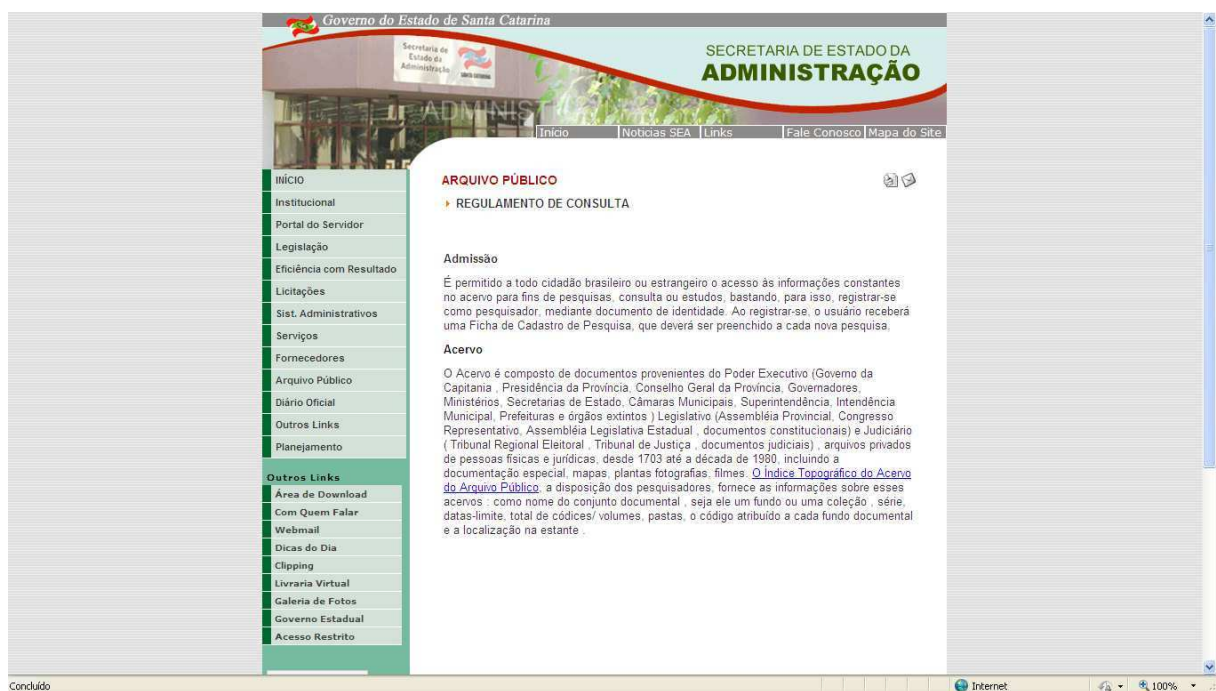 Governo do Estado de Santa Catarina
Secretaria de
Estado da
Administração
SANTA CATARINA
SECRETARIA DE ESTADO DA
ADMINISTRAÇÃO
ADMINIST
Início
Noticias SEA
Links
Fale Conosco
Mapa do Site
INÍCIO
Institucional
Portal do Servidor
Legislação
Eficiência com Resultado
Licitações
Sist. Administrativos
Serviços
Fornecedores
Arquivo Público
Diário Oficial
Outros Links
Planejamento
Outros Links
Área de Download
Com Quem Falar
Webmail
Dicas do Dia
Clipping
Livraria Virtual
Galeria de Fotos
Governo Estadual
Acesso Restrito
ARQUIVO PÚBLICO
REGULAMENTO DE CONSULTA
Admissão
É permitido a todo cidadão brasileiro ou estrangeiro o acesso às informações constantes
no acervo para fins de pesquisas, consulta ou estudos, bastando, para isso, registrar-se
como pesquisador, mediante documento de identidade. Ao registrar-se, o usuário receberá
uma Ficha de Cadastro de Pesquisa, que deverá ser preenchido a cada nova pesquisa.
Acervo
O Acervo é composto de documentos provenientes do Poder Executivo (Governo da
Capitania , Presidência da Província, Conselho Geral da Província, Governadores,
Ministérios, Secretarias de Estado, Câmaras Municipais, Superintendência, Intendência
Municipal, Prefeituras e órgãos extintos ) Legislativo (Assembléia Provincial, Congresso
Representativo, Assembléia Legislativa Estadual , documentos constitucionais) e Judiciário
( Tribunal Regional Eleitoral , Tribunal de Justiça , documentos judiciais) , arquivos privados
de pessoas físicas e jurídicas, desde 1703 até a década de 1980, incluindo a
documentação especial, mapas, plantas fotografias, filmes. O Índice Topográfico do Acervo
do Arquivo Público, a disposição dos pesquisadores, fornece as informações sobre esses
acervos : como nome do conjunto documental , seja ele um fundo ou uma coleção , série,
datas-limite, total de códices/ volumes, pastas, o código atribuído a cada fundo documental
e a localização na estante .
Concluído
Internet
100%